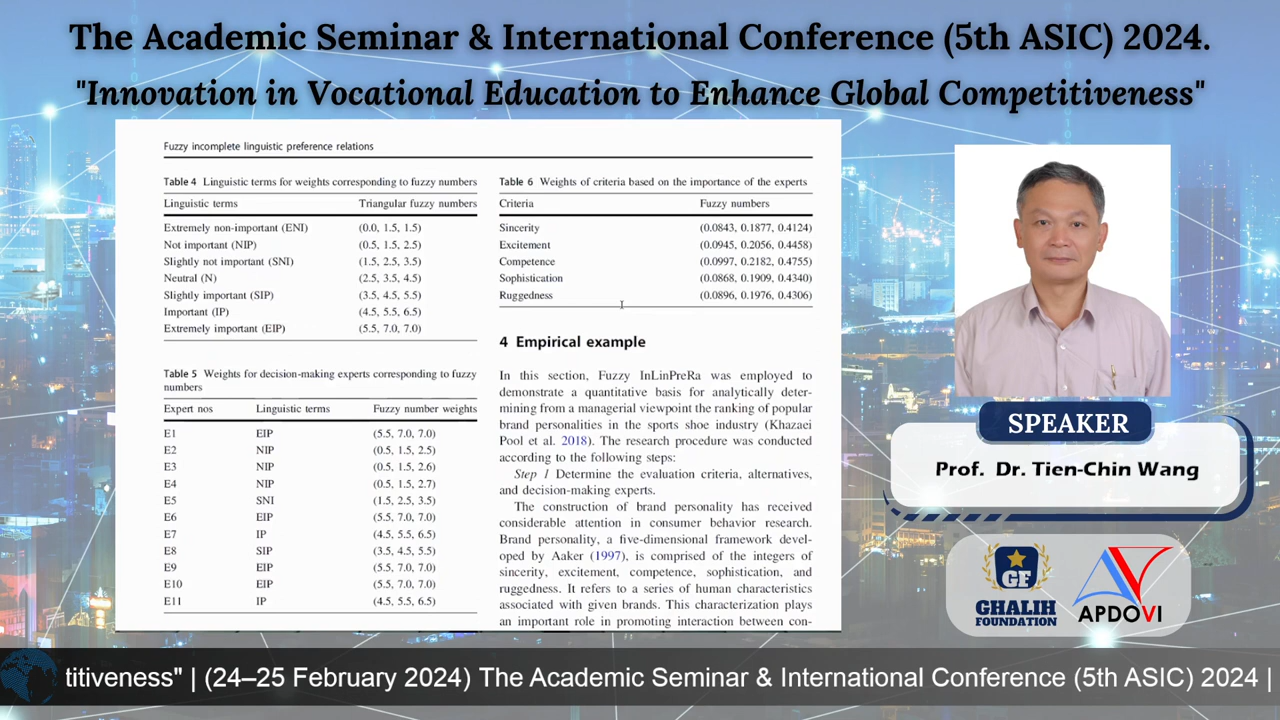 The Academic Seminar & International Conference (5th ASIC) 2024.
"Innovation in Vocational Education to Enhance Global Competitiveness"
Fuzzy incomplete linguistic preference relations
Table 4 Linguistic terms for weights corresponding to fuzzy numbers
Linguistic terms Triangular fuzzy numbers
Extremely non-important (ENI) (0.0, 1.5, 1.5)
Not important (NIP) (0.5, 1.5, 2.5)
Slightly not important (SNI) (1.5, 2.5, 3.5)
Neutral (N) (2.5, 3.5, 4.5)
Slightly important (SIP) (3.5, 4.5, 5.5)
Important (IP) (4.5, 5.5, 6.5)
Extremely important (EIP) (5.5, 7.0, 7.0)
Table 5 Weights for decision-making experts corresponding to fuzzy
numbers
Expert nos Linguistic terms Fuzzy number weights
E1 EIP (5.5, 7.0, 7.0)
E2 NIP (0.5, 1.5, 2.5)
E3 NIP (0.5, 1.5, 2.6)
E4 NIP (0.5, 1.5, 2.7)
E5 SNI (1.5, 2.5, 3.5)
E6 EIP (5.5, 7.0, 7.0)
E7 IP (4.5, 5.5, 6.5)
E8 SIP (3.5, 4.5, 5.5)
E9 EIP (5.5, 7.0, 7.0)
E10 EIP (5.5, 7.0, 7.0)
E11 IP (4.5, 5.5, 6.5)
Table 6 Weights of criteria based on the importance of the experts
Criteria Fuzzy numbers
Sincerity (0.0843, 0.1877, 0.4124)
Excitement (0.0945, 0.2056, 0.4458)
Competence (0.0997, 0.2182, 0.4755)
Sophistication (0.0868, 0.1909, 0.4340)
Ruggedness (0.0896, 0.1976, 0.4306)
4 Empirical example
In this section, Fuzzy InLinPreRa was employed to
demonstrate a quantitative basis for analytically deter-
mining from a managerial viewpoint the ranking of popular
brand personalities in the sports shoe industry (Khazaei
Pool et al. 2018). The research procedure was conducted
according to the following steps:
Step 1 Determine the evaluation criteria, alternatives,
and decision-making experts.
The construction of brand personality has received
considerable attention in consumer behavior research.
Brand personality, a five-dimensional framework devel-
oped by Aaker (1997), is comprised of the integers of
sincerity, excitement, competence, sophistication, and
ruggedness. It refers to a series of human characteristics
associated with given brands. This characterization plays
an important role in promoting interaction between con-
SPEAKER
Prof. Dr. Tien-Chin Wang
GF
GHALIH
FOUNDATION
APDOVI
titiveness" | (24–25 February 2024) The Academic Seminar & International Conference (5th ASIC) 2024 |